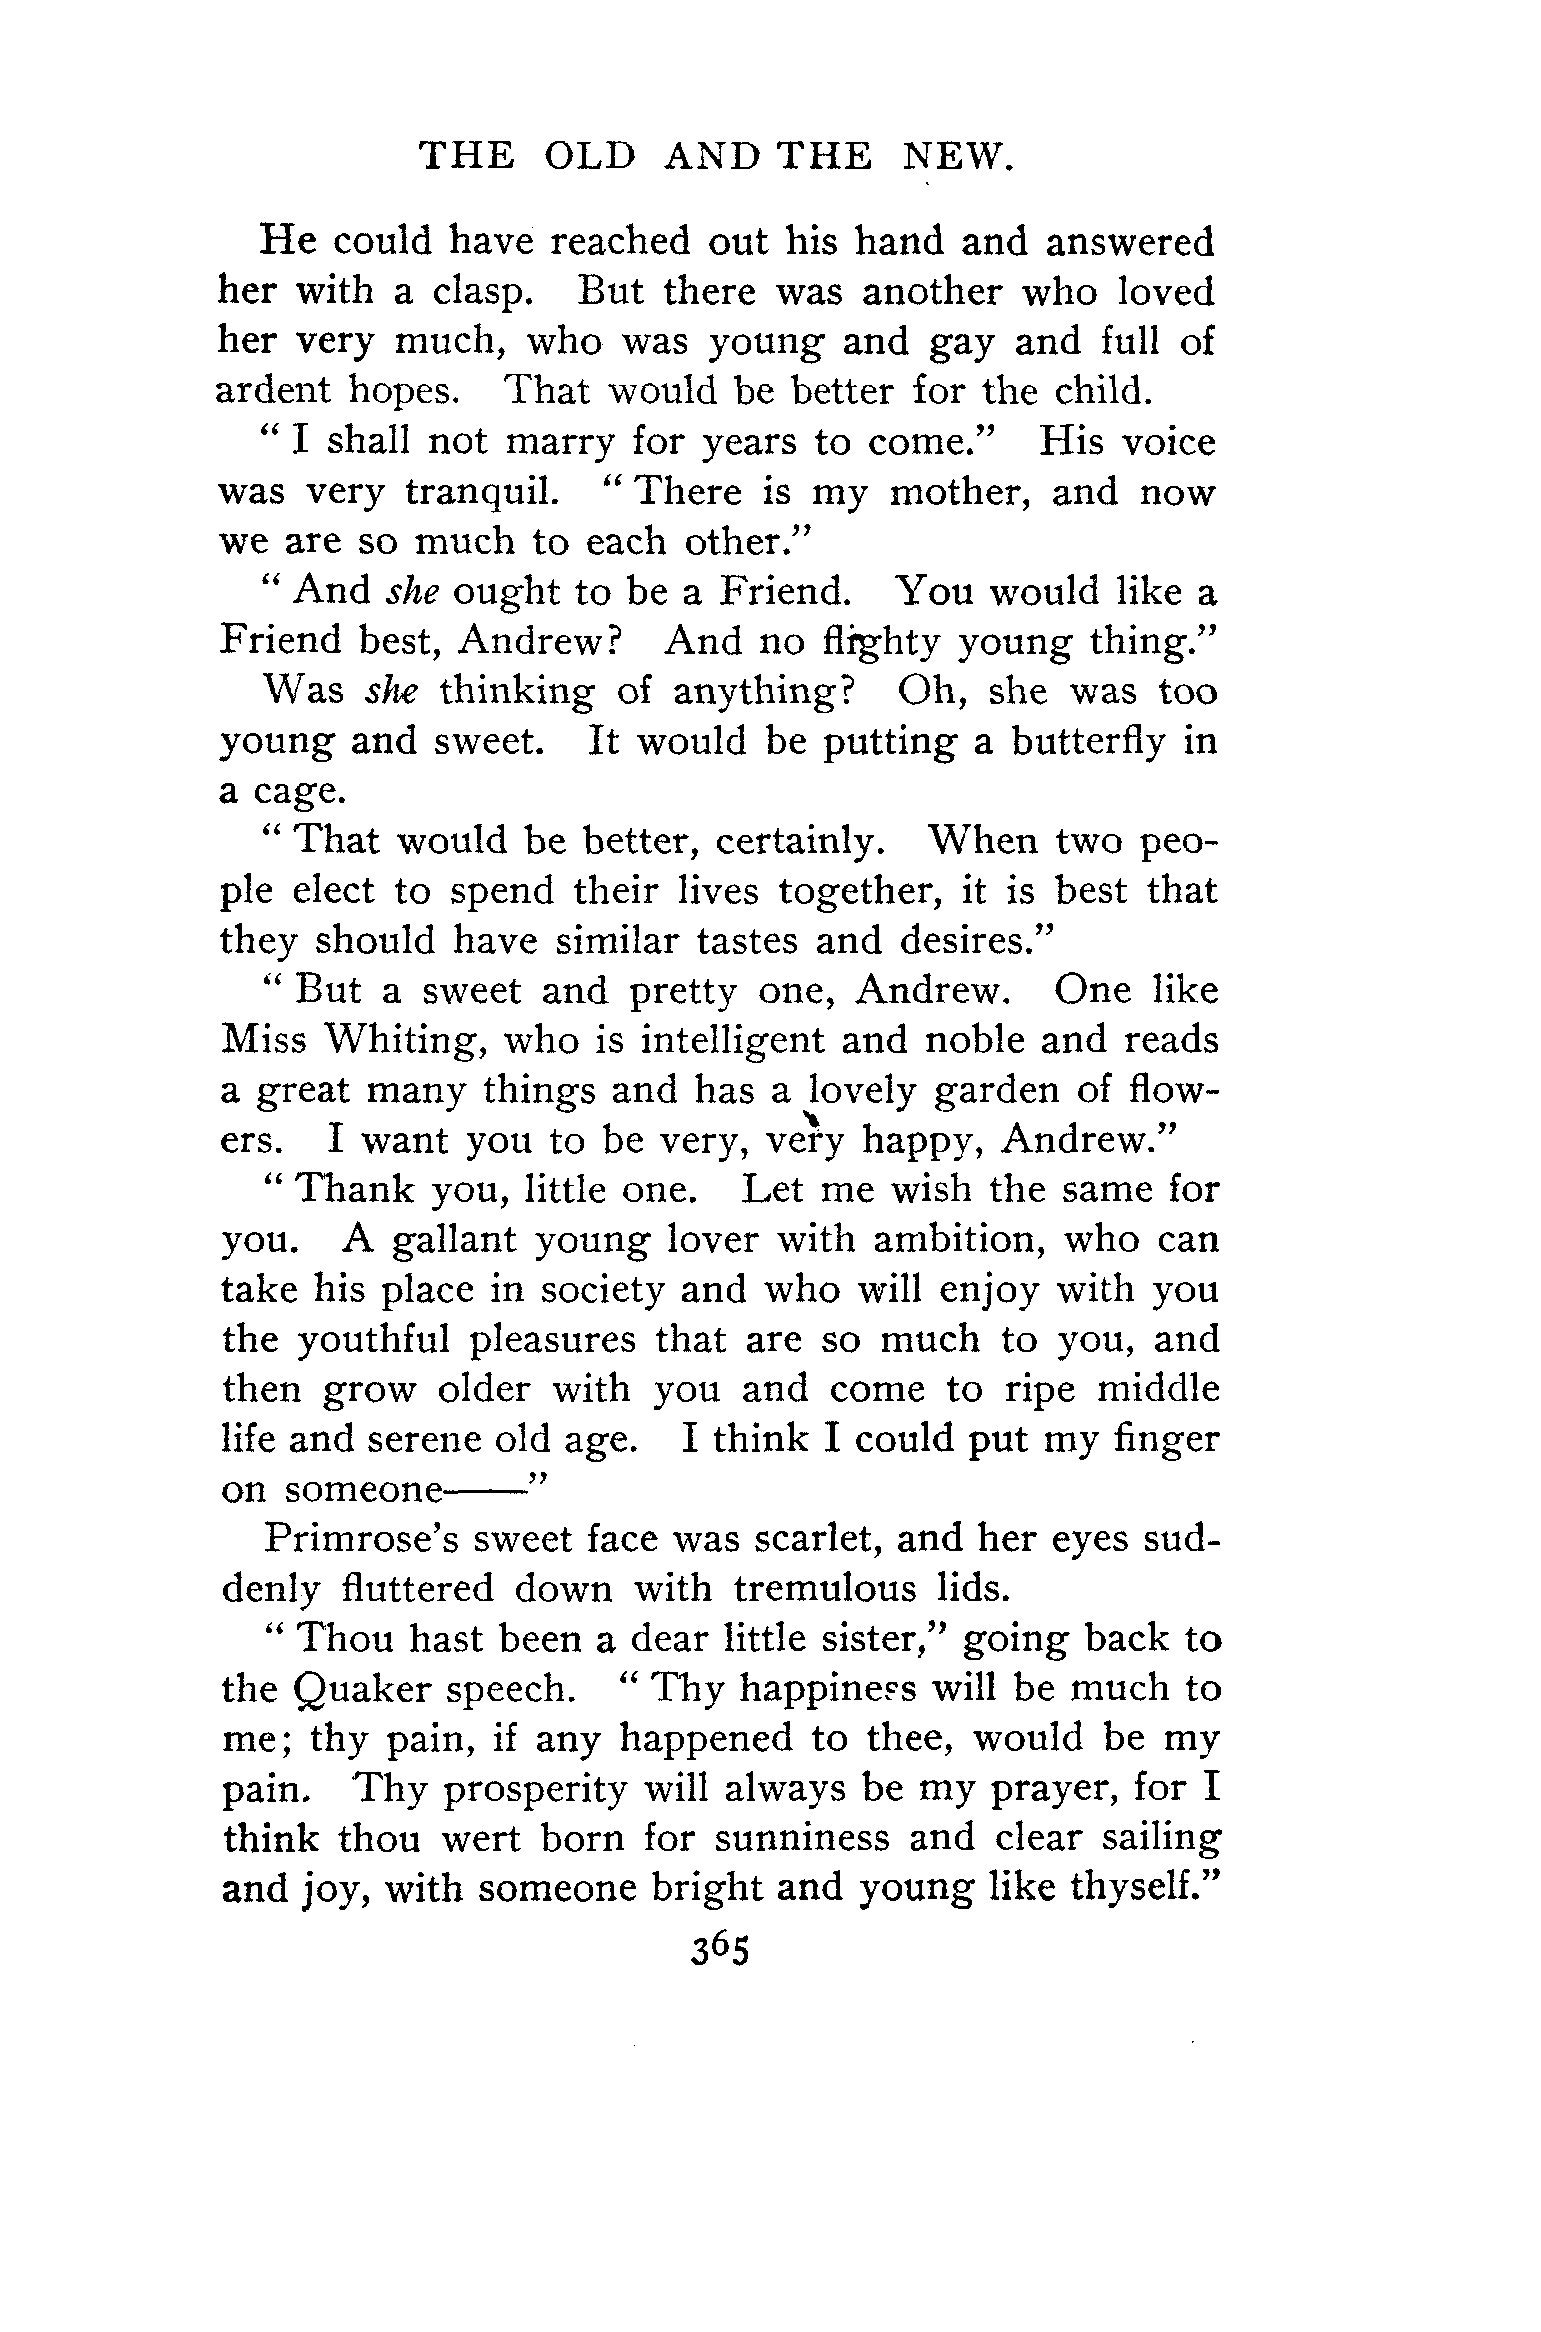 THE OLD AND THE NEW.
He could have reached out his hand and answered
her with a clasp. But there was another who loved
her very much, who was young and gay and full of
ardent hopes. That would be better for the child.
“ I shall not marry for years to come.” His voice
was very tranquil. “ There is my mother, and now
we are so much to each other.”
“ And she ought to be a Friend. You would like a
Friend best, Andrew? And no flighty young thing.”
Was she thinking of anything? Oh, she was too
young and sweet. It would be putting a butterfly in
a cage.
“ That would be better, certainly. When two peo-
ple elect to spend their lives together, it is best that
they should have similar tastes and desires.”
“ But a sweet and pretty one, Andrew. One like
Miss Whiting, who is intelligent and noble and reads
a great many things and has a lovely garden of flow-
ers. I want you to be very, very happy, Andrew.”
“ Thank you, little one. Let me wish the same for
you. A gallant young lover with ambition, who can
take his place in society and who will enjoy with you
the youthful pleasures that are so much to you, and
then grow older with you and come to ripe middle
life and serene old age. I think I could put my finger
on someone——”
Primrose’s sweet face was scarlet, and her eyes sud-
denly fluttered down with tremulous lids.
“ Thou hast been a dear little sister,” going back to
the Quaker speech. “ Thy happiness will be much to
me; thy pain, if any happened to thee, would be my
pain. Thy prosperity will always be my prayer, for I
think thou wert born for sunniness and clear sailing
and joy, with someone bright and young like thyself.”
365